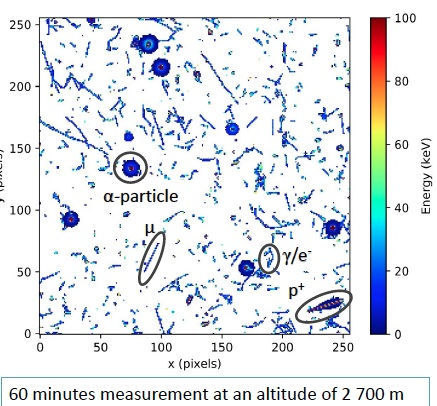 250
200
150
100
50
0
0 50 100 150 200 250
x (pixels)
(pixels)
α-particle
μ
γ/e⁻
p⁺
100
80
60
40
20
0
Energy (keV)
60 minutes measurement at an altitude of 2 700 m